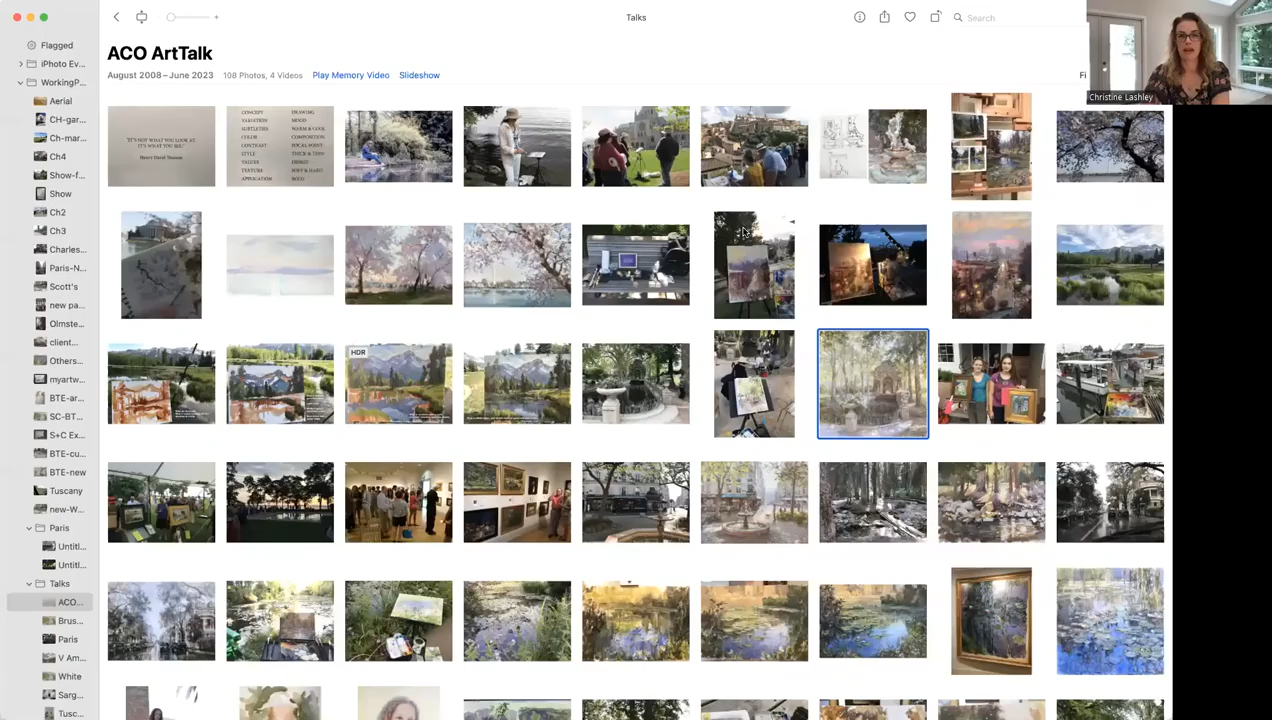 Talks
Search
Flagged
iPhoto Ev...
WorkingP...
Aerial
CH-gar...
Ch-mar...
Ch4
Show-f...
Show
Ch2
Ch3
Charles...
Paris-N...
Scott's
new pa...
Olmste...
client...
Others...
myartw...
BTE-ar...
SC-BT...
S+C Ex...
BTE-cu...
BTE-new
Tuscany
new-W...
Paris
Untitl...
Untitl...
Talks
ACO...
Brus...
Paris
V Am...
White
Sarg...
Tusc...
ACO ArtTalk
August 2008 – June 2023 108 Photos, 4 Videos Play Memory Video Slideshow
Fi
Christine Lashley
"IT'S NOT WHAT YOU LOOK AT
IT'S WHAT YOU SEE."
Henry David Thoreau
CONCEPT DRAWING
VARIATION MOOD
SUBTLETIES WARM & COOL
COLOR COMPOSITION
CONTRAST FOCAL POINT
STYLE THICK & THIN
VALUES
TEXTURE SOFT & HARD
APPLICATION
HDR